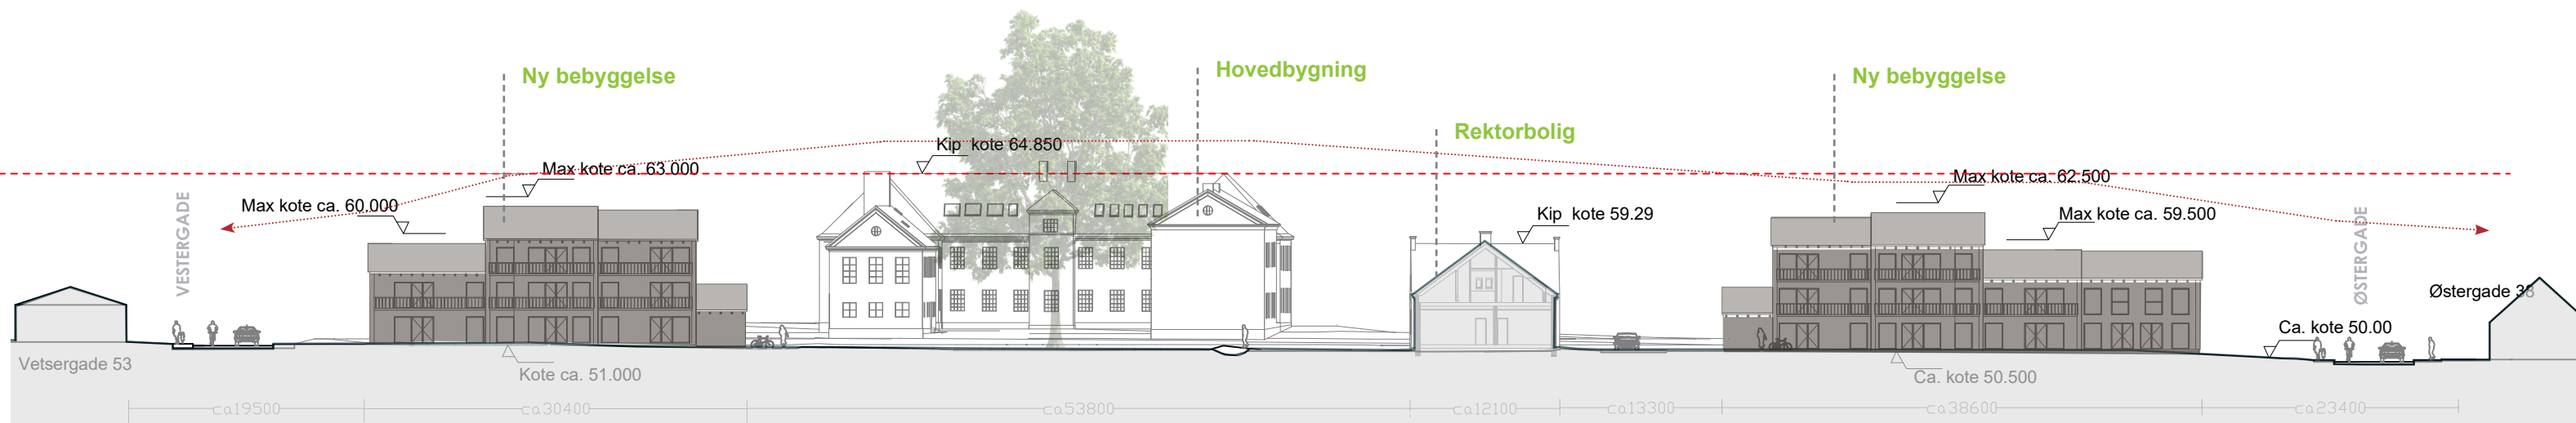 Ny bebyggelse
Hovedbygning
Ny bebyggelse
Rektorbolig
Kip kote 64.850
Max kote ca. 63.000
Max kote ca. 62.500
Max kote ca. 60.000
Kip kote 59.29
Max kote ca. 59.500
VESTERGADE
ØSTERGADE
Østergade 38
Ca. kote 50.00
Vetsergade 53
Kote ca. 51.000
Ca. kote 50.500
ca19500
ca30400
ca53800
ca12100
ca13300
ca38600
ca23400